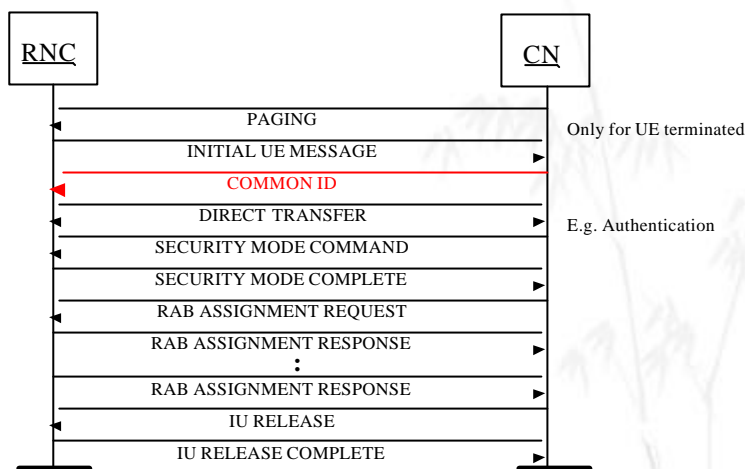 RNC
CN
PAGING
Only for UE terminated
INITIAL UE MESSAGE
COMMON ID
DIRECT TRANSFER
E.g. Authentication
SECURITY MODE COMMAND
SECURITY MODE COMPLETE
RAB ASSIGNMENT REQUEST
RAB ASSIGNMENT RESPONSE
:
RAB ASSIGNMENT RESPONSE
IU RELEASE
IU RELEASE COMPLETE